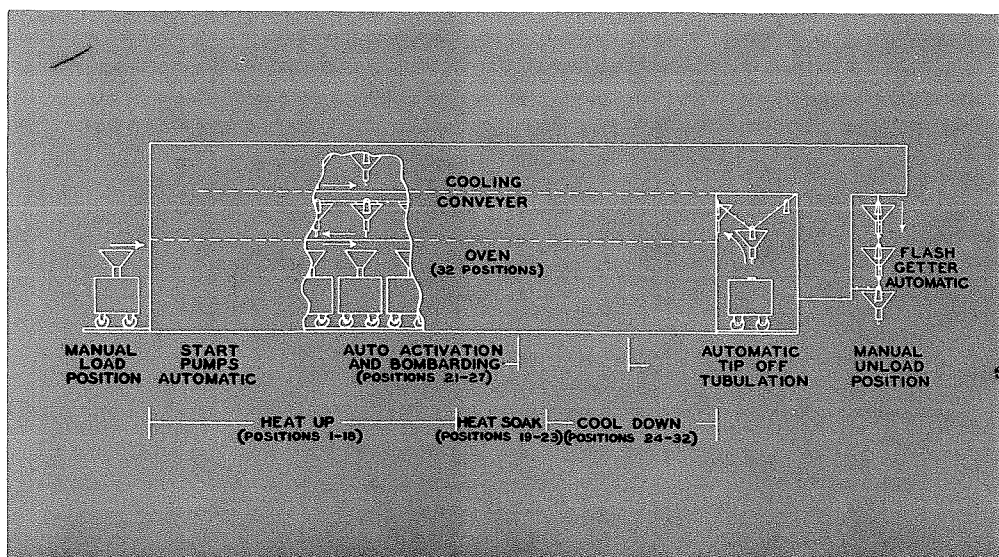 COOLING
CONVEYER
OVEN
(32 POSITIONS)
FLASH
GETTER
AUTOMATIC
MANUAL
LOAD
POSITION
START
PUMPS
AUTOMATIC
AUTO ACTIVATION
AND BOMBARDING
(POSITIONS 21-27)
AUTOMATIC
TIP OFF
TUBULATION
MANUAL
UNLOAD
POSITION
HEAT UP
(POSITIONS 1-18)
HEAT SOAK
(POSITIONS 19-23)
COOL DOWN
(POSITIONS 24-32)